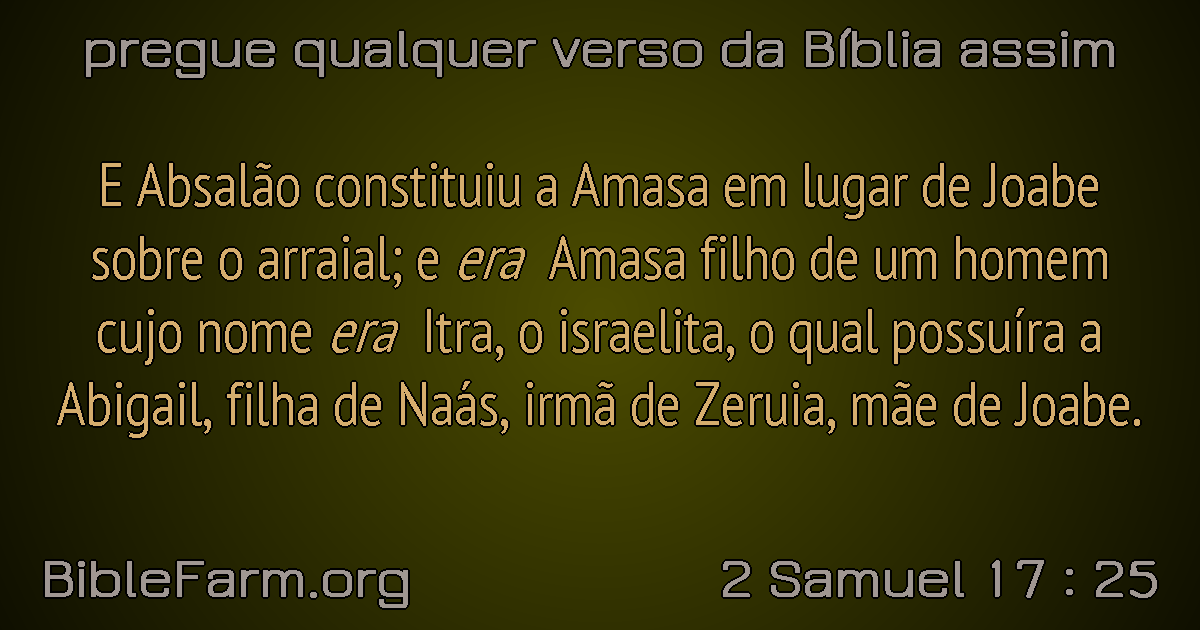 pregue qualquer verso da Bíblia assim
E Absalão constituiu a Amasa em lugar de Joabe
sobre o arraial; e era Amasa filho de um homem
cujo nome era Itra, o israelita, o qual possuíra a
Abigail, filha de Naás, irmã de Zeruia, mãe de Joabe.
BibleFarm.org
2 Samuel 17 : 25